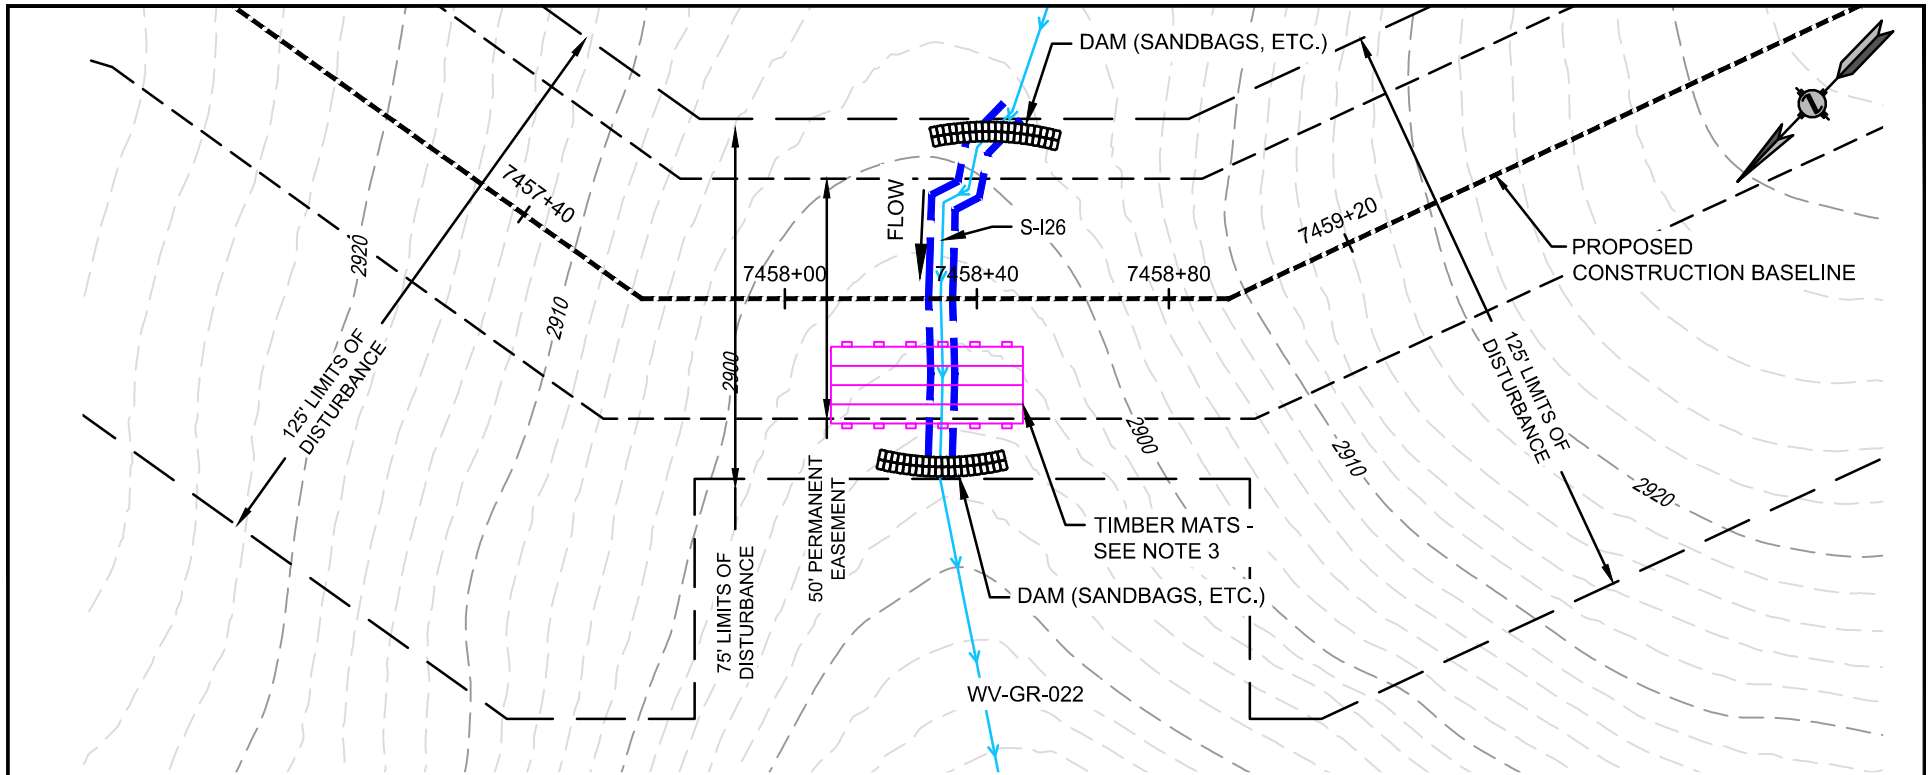 DAM (SANDBAGS, ETC.)
7457+40
FLOW
S-I26
7459+20
2920
7458+00
7458+40
7458+80
PROPOSED
CONSTRUCTION BASELINE
2910
2900
125' LIMITS OF
DISTURBANCE
125' LIMITS OF
DISTURBANCE
2900
2910
2920
50' PERMANENT
EASEMENT
TIMBER MATS -
SEE NOTE 3
75' LIMITS OF
DISTURBANCE
DAM (SANDBAGS, ETC.)
WV-GR-022